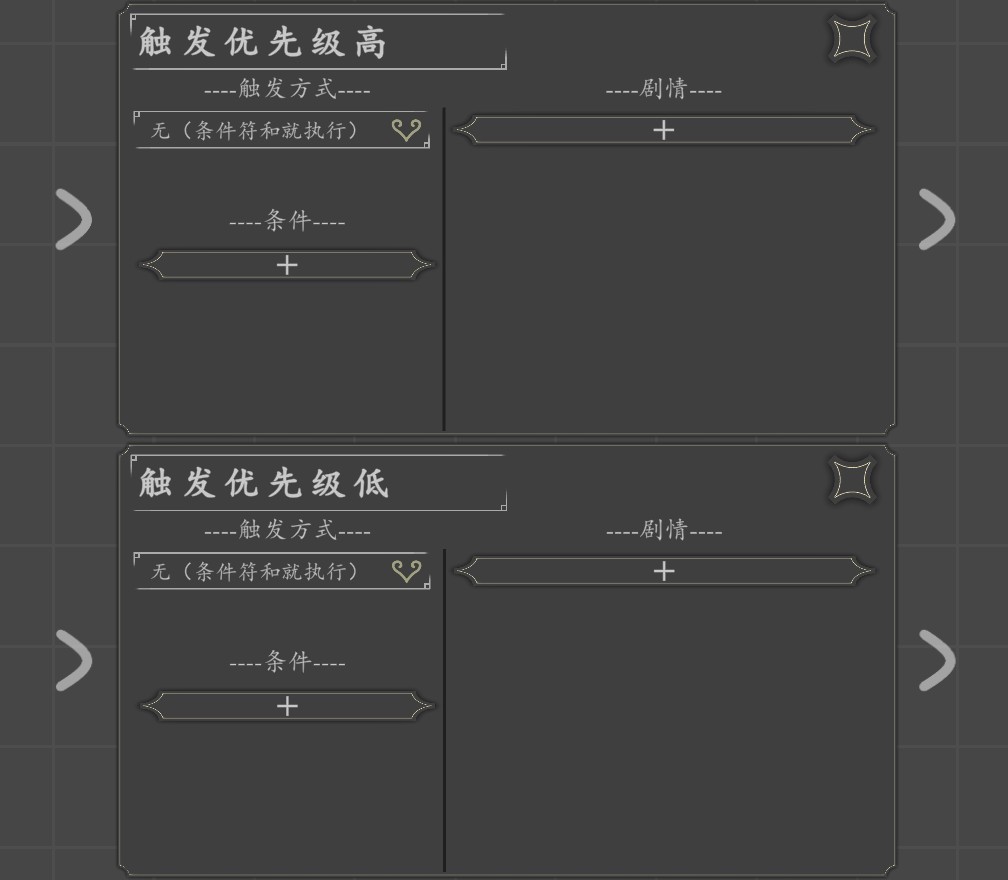 触发优先级高
----触发方式----
----剧情----
无（条件符和就执行）
+
----条件----
+
触发优先级低
----触发方式----
----剧情----
无（条件符和就执行）
+
----条件----
+